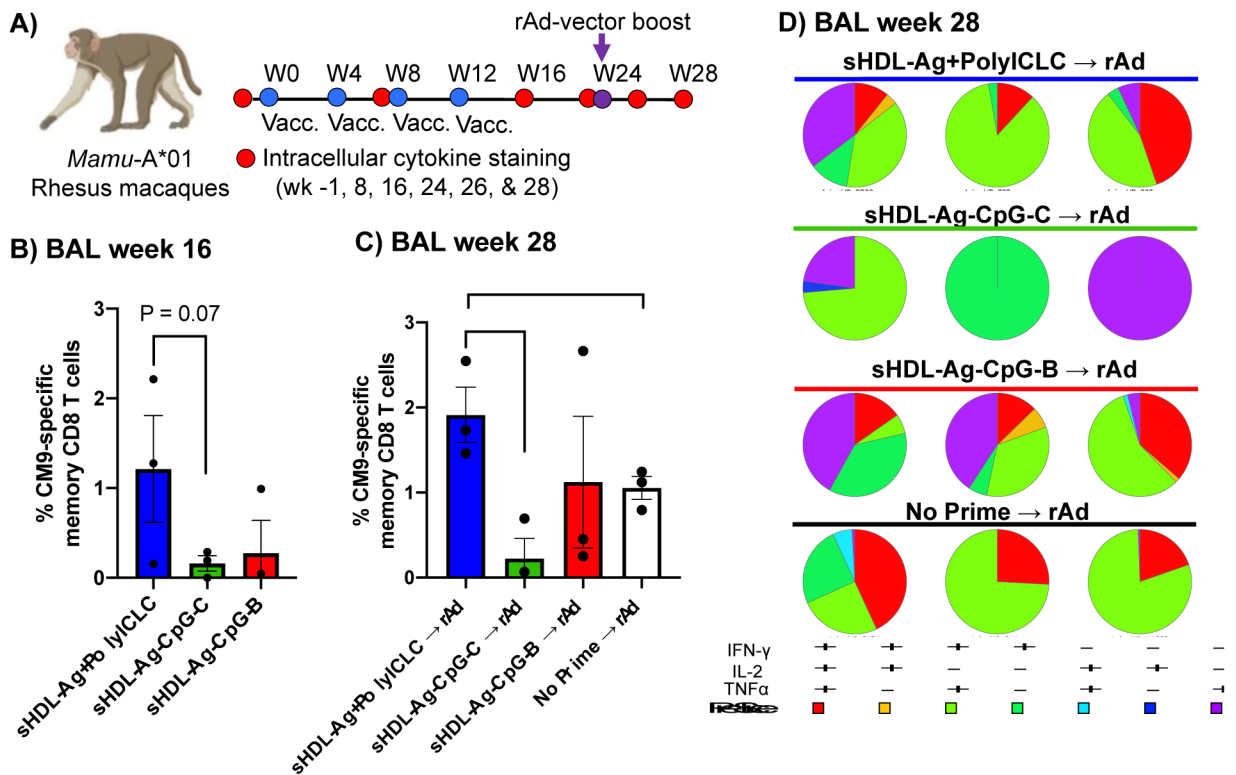 A)
rAd-vector boost
W0 W4 W8 W12 W16 W24 W28
Vacc. Vacc. Vacc. Vacc.
Mamu-A*01
Rhesus macaques
Intracellular cytokine staining
(wk -1, 8, 16, 24, 26, & 28)
B) BAL week 16
% CM9-specific
memory CD8 T cells
3
2
1
0
P = 0.07
sHDL-Ag+PolyICLC
sHDL-Ag-CpG-C
sHDL-Ag-CpG-B
C) BAL week 28
% CM9-specific
memory CD8 T cells
3
2
1
0
sHDL-Ag+PolyICLC → rAd
sHDL-Ag-CpG-C → rAd
sHDL-Ag-CpG-B → rAd
No Prime → rAd
D) BAL week 28
sHDL-Ag+PolyICLC → rAd
sHDL-Ag-CpG-C → rAd
sHDL-Ag-CpG-B → rAd
No Prime → rAd
IFN-γ + + + + − − −
IL-2 + + − − + + −
TNFα + − + − + −